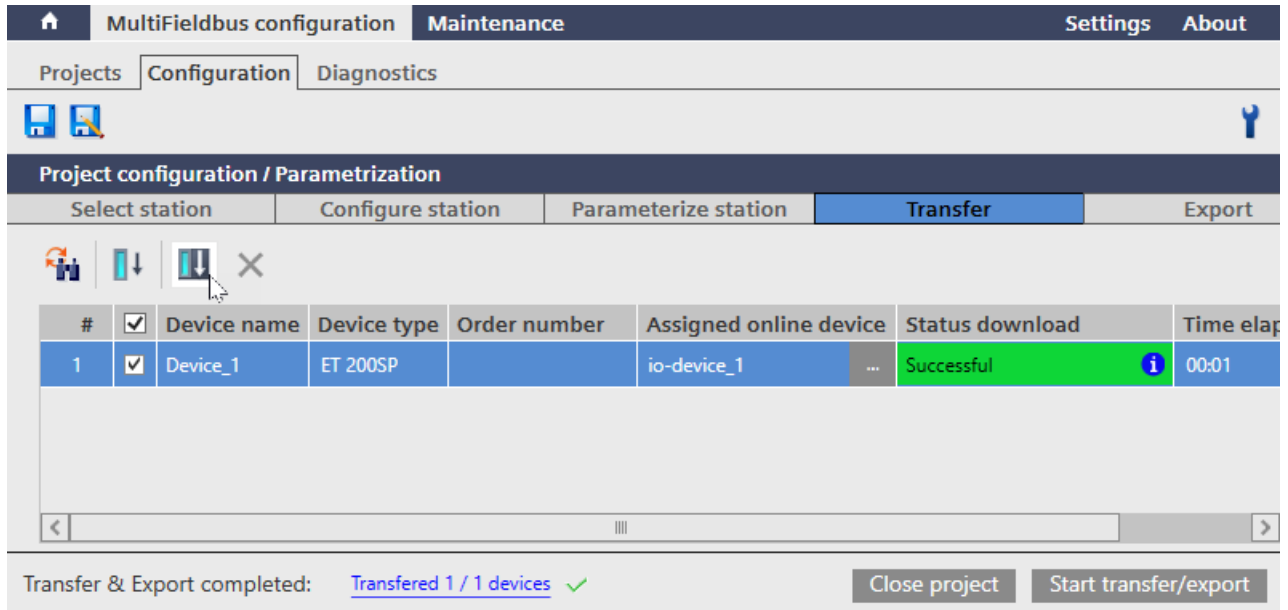 MultiFieldbus configuration Maintenance Settings About
Projects Configuration Diagnostics
Project configuration / Parametrization
Select station Configure station Parameterize station Transfer Export
# Device name Device type Order number Assigned online device Status download Time elap
1 Device_1 ET 200SP io-device_1 ... Successful i 00:01
Transfer & Export completed: Transfered 1 / 1 devices Close project Start transfer/export